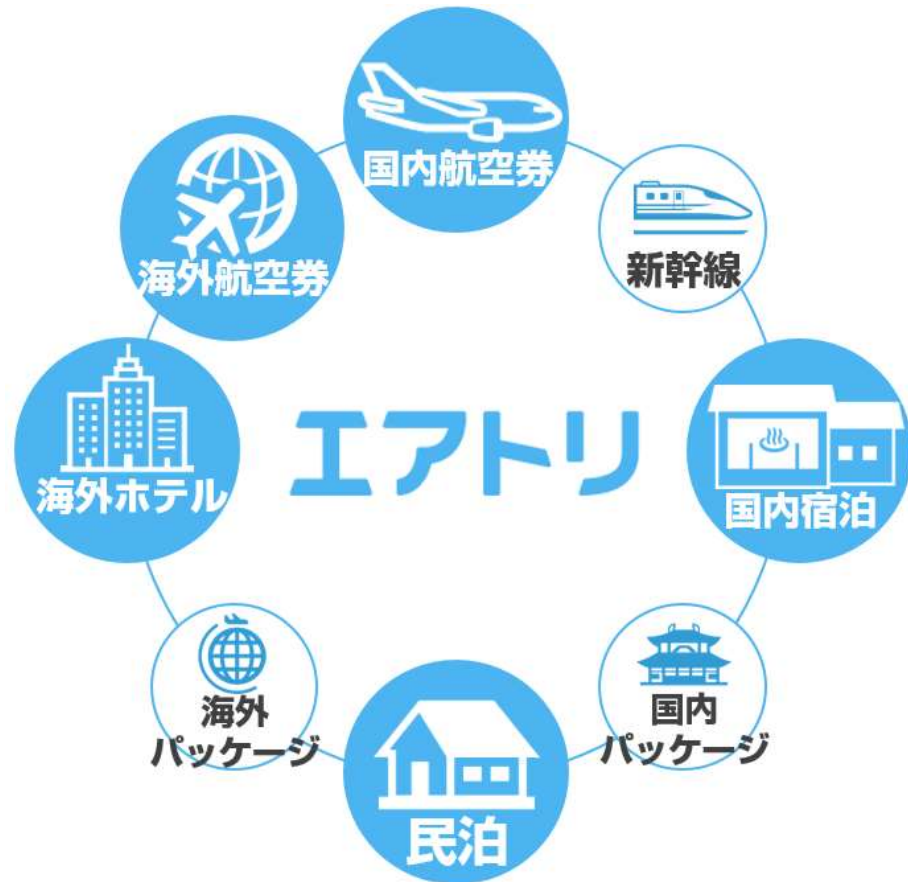 国内航空券
新幹線
海外航空券
エアトリ
海外ホテル
国内宿泊
海外
パッケージ
国内
パッケージ
民泊